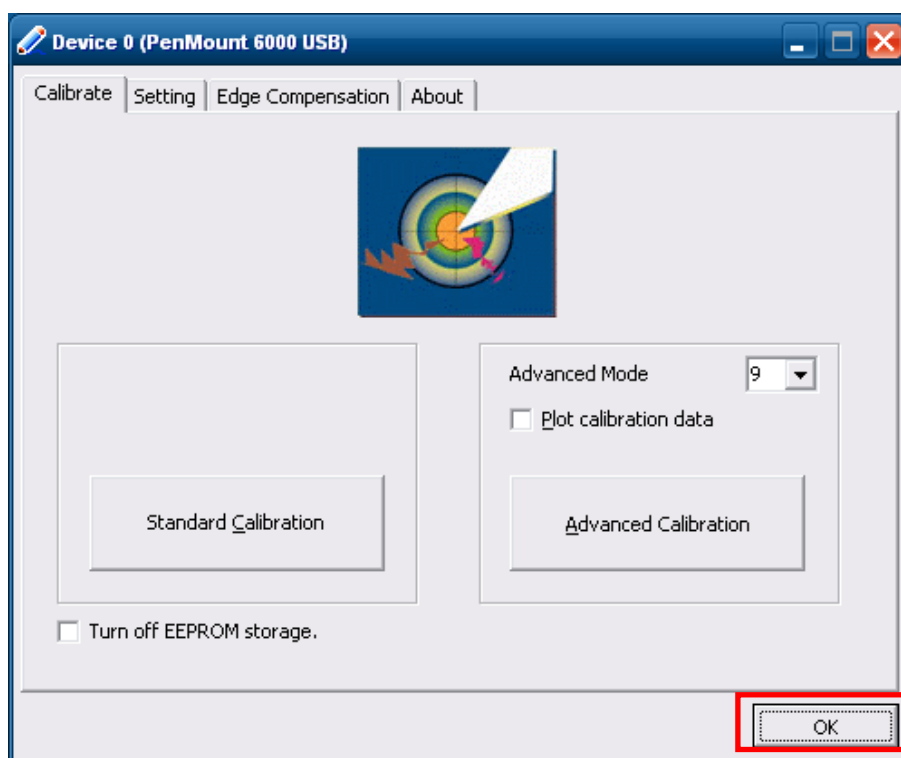 Device 0 (PenMount 6000 USB)
Calibrate Setting Edge Compensation About
Advanced Mode 9
Plot calibration data
Standard Calibration Advanced Calibration
Turn off EEPROM storage.
OK